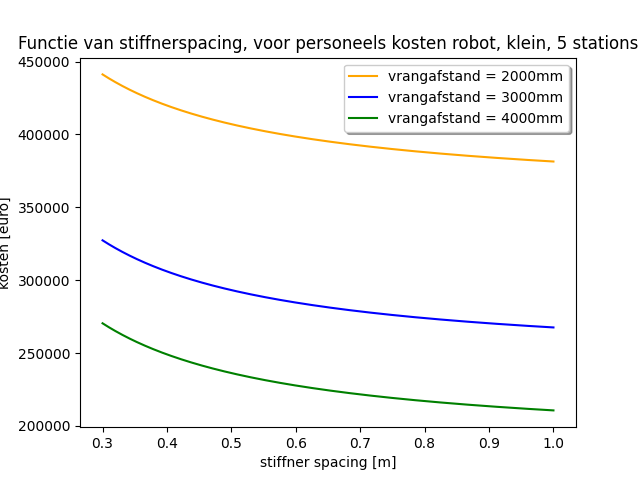 Functie van stiffnerspacing, voor personeels kosten robot, klein, 5 stations
450000
400000
350000
300000
250000
200000
kosten [euro]
vrangafstand = 2000mm
vrangafstand = 3000mm
vrangafstand = 4000mm
0.3 0.4 0.5 0.6 0.7 0.8 0.9 1.0
stiffner spacing [m]